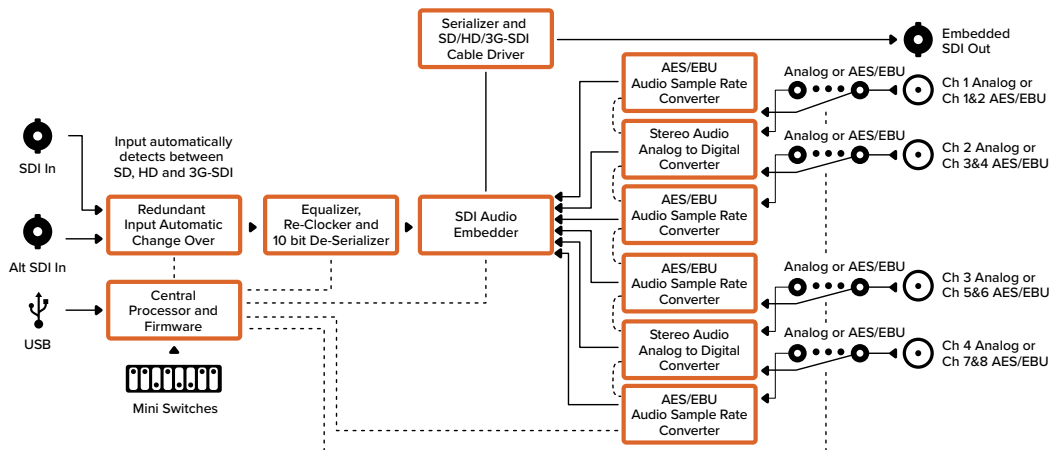 Serializer and
SD/HD/3G-SDI
Cable Driver
Embedded
SDI Out
AES/EBU
Audio Sample Rate
Converter
Analog or AES/EBU
Ch 1 Analog or
Ch 1&2 AES/EBU
SDI In
Input automatically
detects between
SD, HD and 3G-SDI
Stereo Audio
Analog to Digital
Converter
Analog or AES/EBU
Ch 2 Analog or
Ch 3&4 AES/EBU
Alt SDI In
Redundant
Input Automatic
Change Over
Equalizer,
Re-Clocker and
10 bit De-Serializer
SDI Audio
Embedder
AES/EBU
Audio Sample Rate
Converter
USB
Central
Processor and
Firmware
AES/EBU
Audio Sample Rate
Converter
Analog or AES/EBU
Ch 3 Analog or
Ch 5&6 AES/EBU
Mini Switches
Stereo Audio
Analog to Digital
Converter
Analog or AES/EBU
Ch 4 Analog or
Ch 7&8 AES/EBU
AES/EBU
Audio Sample Rate
Converter